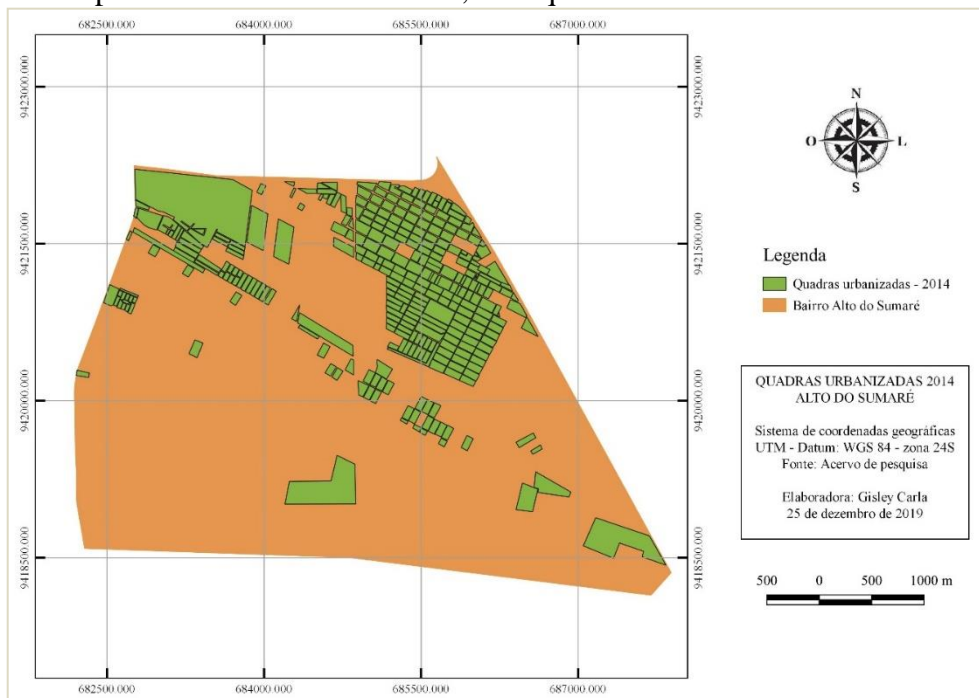 682500.000 684000.000 685500.000 687000.000
9423000.000 9423000.000
9421500.000 9421500.000
9420000.000 9420000.000
9418500.000 9418500.000
682500.000 684000.000 685500.000 687000.000
N
O L
S
Legenda
Quadras urbanizadas - 2014
Bairro Alto do Sumaré
QUADRAS URBANIZADAS 2014
ALTO DO SUMARÉ
Sistema de coordenadas geográficas
UTM - Datum: WGS 84 - zona 24S
Fonte: Acervo de pesquisa
Elaboradora: Gisley Carla
25 de dezembro de 2019
500 0 500 1000 m